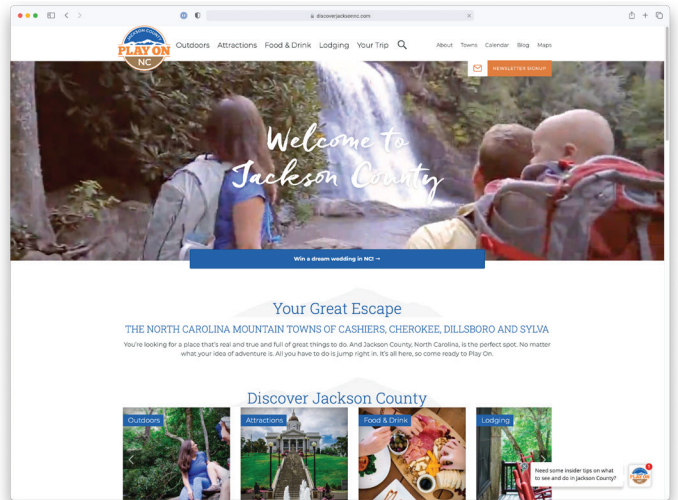 discoverjacksonnc.com
JACKSON COUNTY
PLAY ON
NC
Outdoors Attractions Food & Drink Lodging Your Trip
About Towns Calendar Blog Maps
NEWSLETTER SIGNUP
Welcome to
Jackson County
Win a dream wedding in NC! →
Your Great Escape
THE NORTH CAROLINA MOUNTAIN TOWNS OF CASHIERS, CHEROKEE, DILLSBORO AND SYLVA
You're looking for a place that's real and true and full of great things to do. And Jackson County, North Carolina, is the perfect spot. No matter
what your idea of adventure is. All you have to do is jump right in. It's all here, so come ready to Play On.
Discover Jackson County
Outdoors
Attractions
Food & Drink
Lodging
Need some insider tips on what
to see and do in Jackson County?
PLAY ON